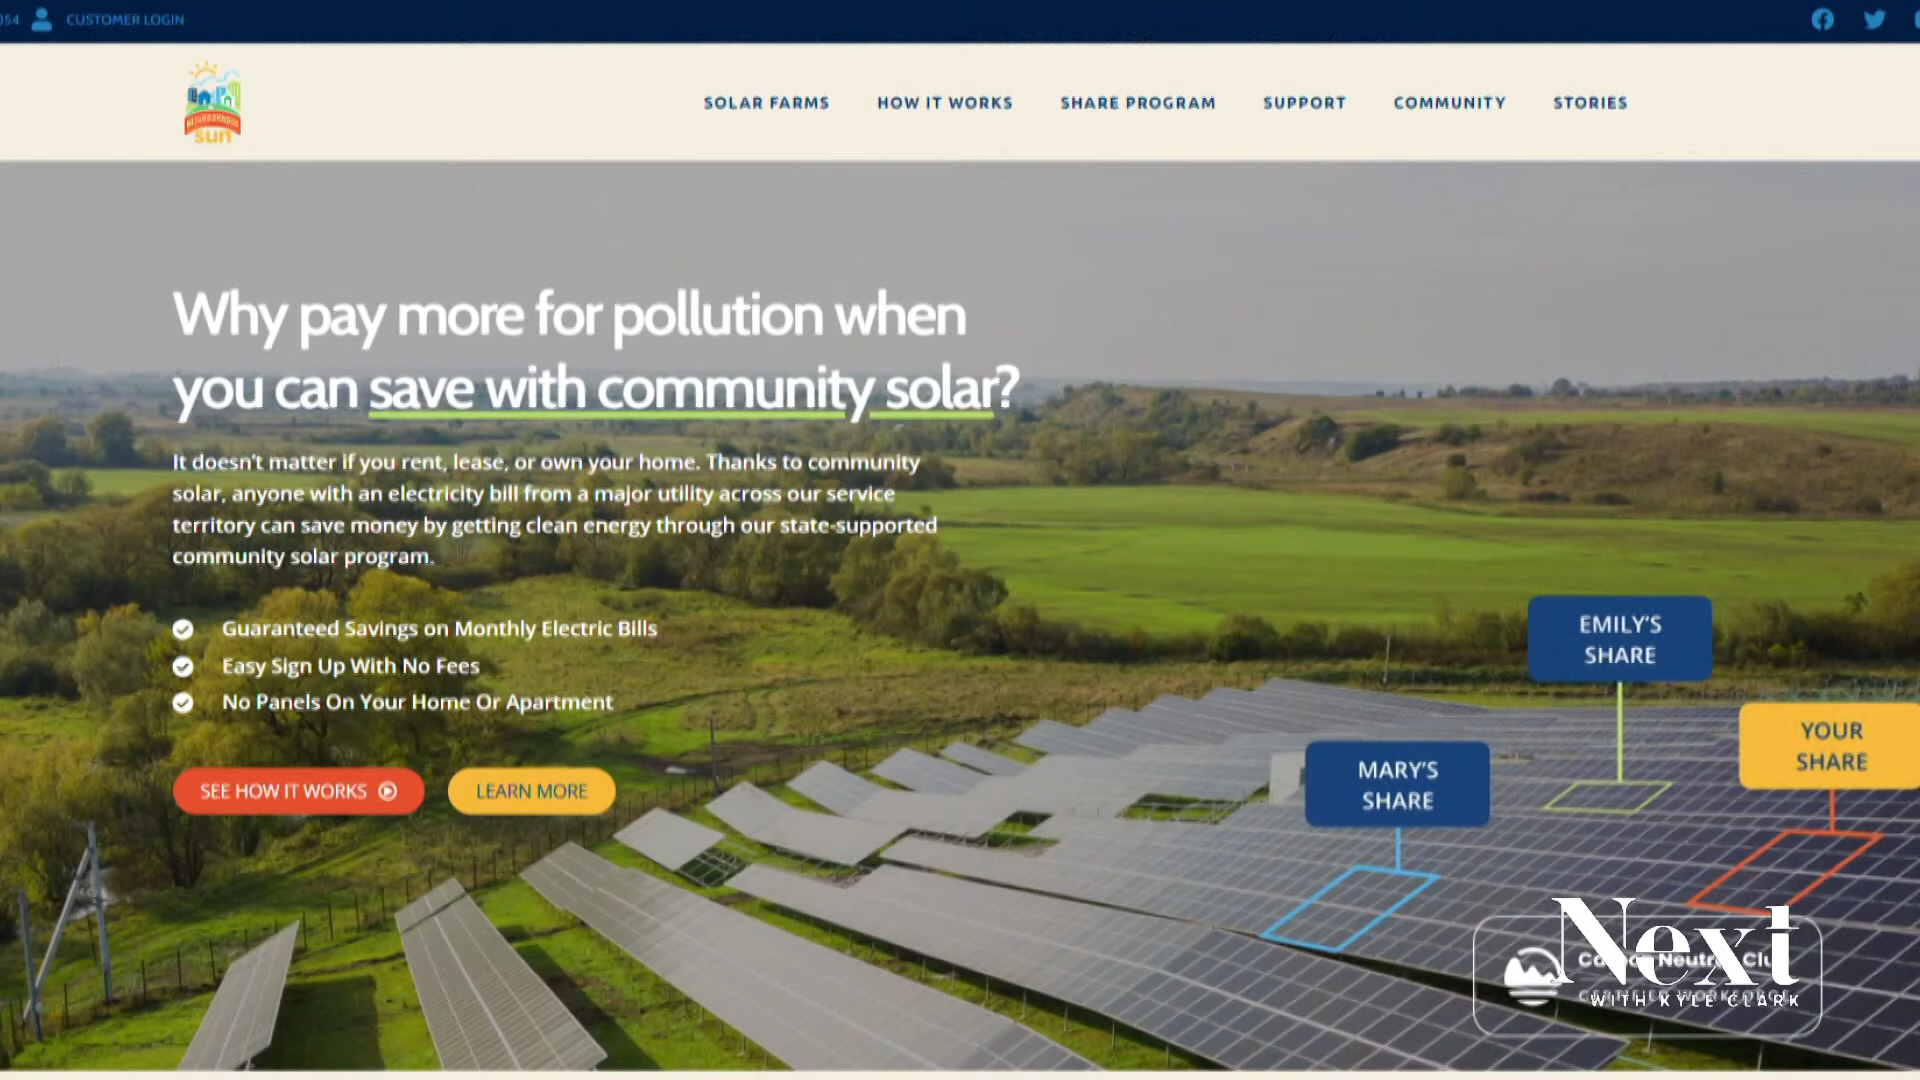 054
CUSTOMER LOGIN
NEIGHBORHOOD
sun
SOLAR FARMS
HOW IT WORKS
SHARE PROGRAM
SUPPORT
COMMUNITY
STORIES
Why pay more for pollution when
you can save with community solar?
It doesn't matter if you rent, lease, or own your home. Thanks to community
solar, anyone with an electricity bill from a major utility across our service
territory can save money by getting clean energy through our state-supported
community solar program.
Guaranteed Savings on Monthly Electric Bills
Easy Sign Up With No Fees
No Panels On Your Home Or Apartment
SEE HOW IT WORKS
LEARN MORE
EMILY'S
SHARE
YOUR
SHARE
MARY'S
SHARE
Next
WITH KYLE CLARK